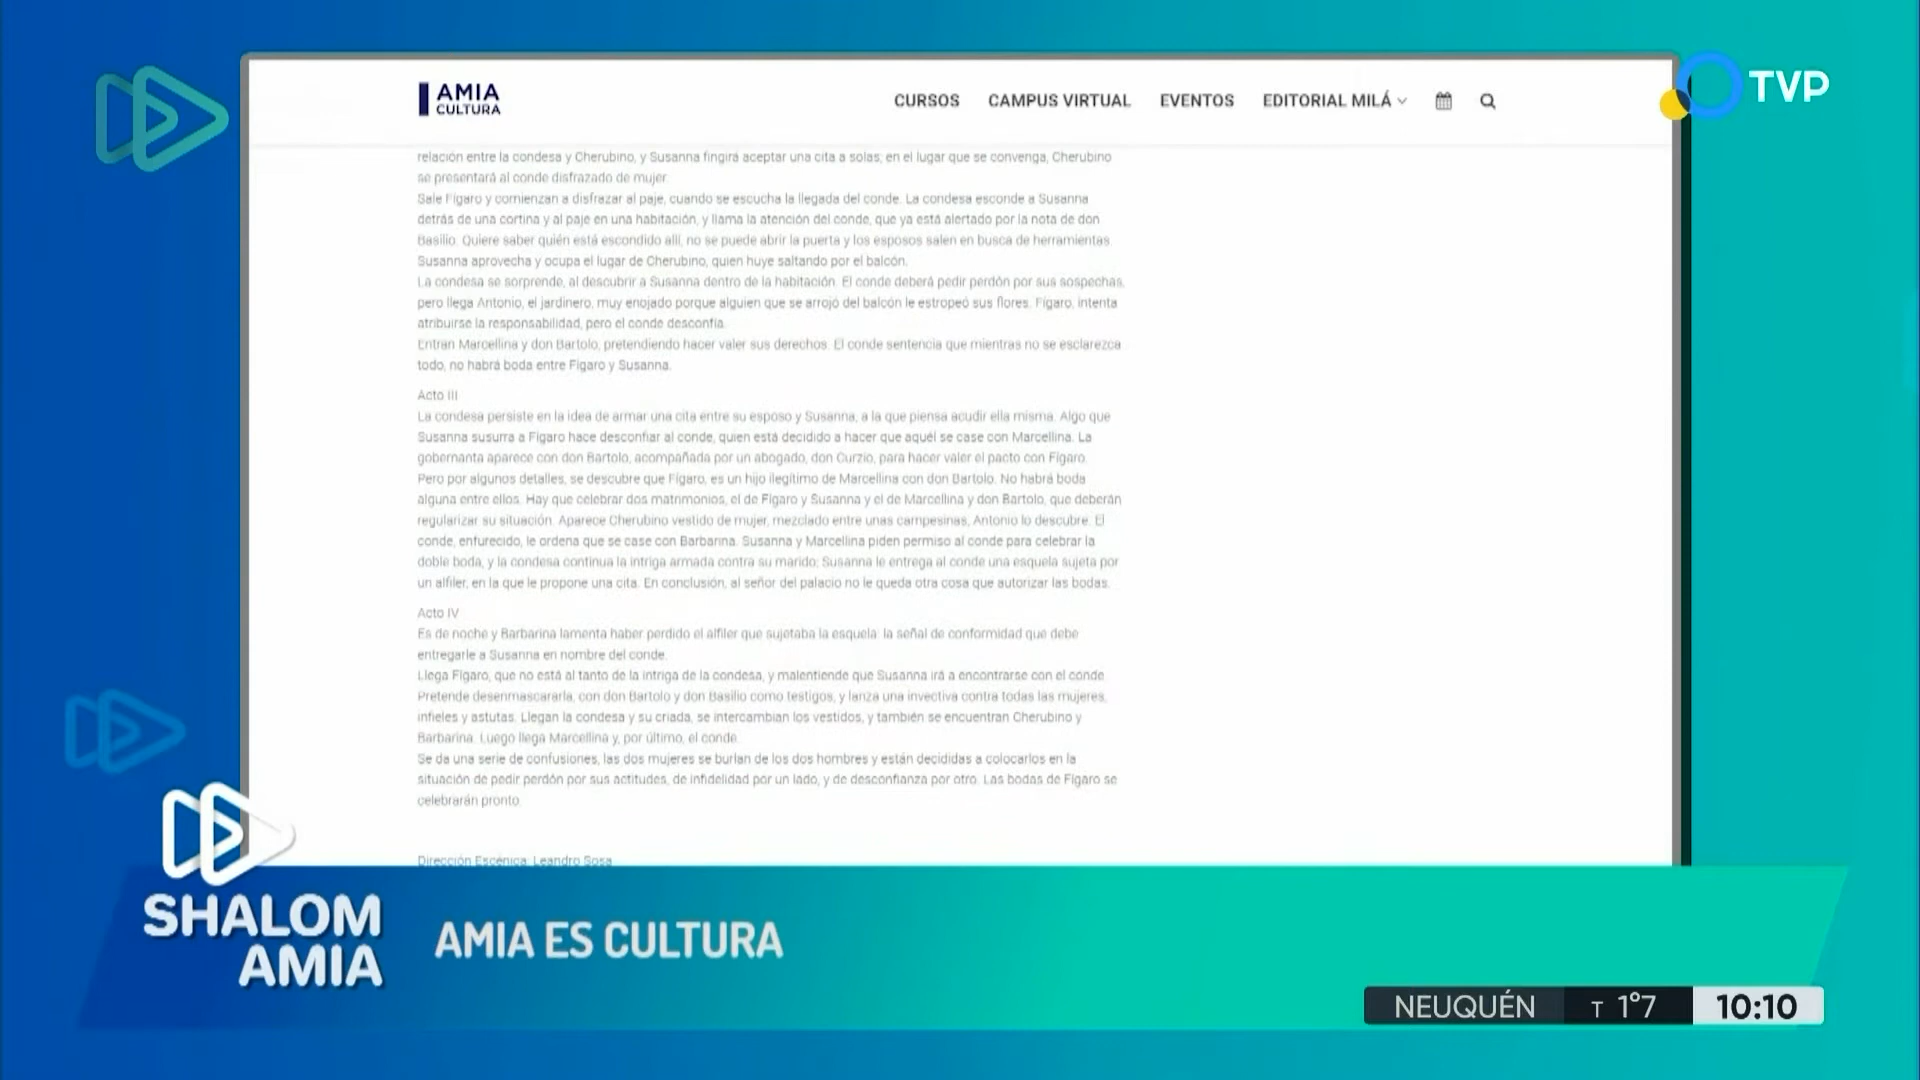 AMIA
CULTURA
CURSOS
CAMPUS VIRTUAL
EVENTOS
EDITORIAL MILÁ
TVP
relación entre la condesa y Cherubino, y Susanna fingirá aceptar una cita a solas; en el lugar que se convenga, Cherubino
se presentará al conde disfrazado de mujer.
Sale Fígaro y comienzan a disfrazar al paje, cuando se escucha la llegada del conde. La condesa esconde a Susanna
detrás de una cortina y al paje en una habitación, y llama la atención del conde, que ya está alertado por la nota de don
Basilio. Quiere saber quién está escondido allí, no se puede abrir la puerta y los esposos salen en busca de herramientas.
Susanna aprovecha y ocupa el lugar de Cherubino, quien huye saltando por el balcón.
La condesa se sorprende, al descubrir a Susanna dentro de la habitación. El conde deberá pedir perdón por sus sospechas,
pero llega Antonio, el jardinero, muy enojado porque alguien que se arrojó del balcón le estropeó sus flores. Fígaro, intenta
atribuirse la responsabilidad, pero el conde desconfía.
Entran Marcellina y don Bartolo, pretendiendo hacer valer sus derechos. El conde sentencia que mientras no se esclarezca
todo, no habrá boda entre Fígaro y Susanna.
Acto III
La condesa persiste en la idea de armar una cita entre su esposo y Susanna, a la que piensa acudir ella misma. Algo que
Susanna susurra a Fígaro hace desconfiar al conde, quien está decidido a hacer que aquél se case con Marcellina. La
gobernanta aparece con don Bartolo, acompañada por un abogado, don Curzio, para hacer valer el pacto con Fígaro.
Pero por algunos detalles, se descubre que Fígaro, es un hijo ilegítimo de Marcellina con don Bartolo. No habrá boda
alguna entre ellos. Hay que celebrar dos matrimonios, el de Fígaro y Susanna y el de Marcellina y don Bartolo, que deberán
regularizar su situación. Aparece Cherubino vestido de mujer, mezclado entre unas campesinas, Antonio lo descubre. El
conde, enfurecido, le ordena que se case con Barbarina. Susanna y Marcellina piden permiso al conde para celebrar la
doble boda, y la condesa continua la intriga armada contra su marido: Susanna le entrega al conde una esquela sujeta por
un alfiler, en la que le propone una cita. En conclusión, al señor del palacio no le queda otra cosa que autorizar las bodas.
Acto IV
Es de noche y Barbarina lamenta haber perdido el alfiler que sujetaba la esquela: la señal de conformidad que debe
entregarle a Susanna en nombre del conde.
Llega Fígaro, que no está al tanto de la intriga de la condesa, y malentiende que Susanna irá a encontrarse con el conde.
Pretende desenmascararla, con don Bartolo y don Basilio como testigos, y lanza una invectiva contra todas las mujeres,
infieles y astutas. Llegan la condesa y su criada, se intercambian los vestidos, y también se encuentran Cherubino y
Barbarina. Luego llega Marcellina y, por último, el conde.
Se da una serie de confusiones, las dos mujeres se burlan de los dos hombres y están decididas a colocarlos en la
situación de pedir perdón por sus actitudes, de infidelidad por un lado, y de desconfianza por otro. Las bodas de Fígaro se
celebrarán pronto.
Dirección Escénica: Leandro Sosa
SHALOM
AMIA
AMIA ES CULTURA
NEUQUÉN T 1°7 10:10